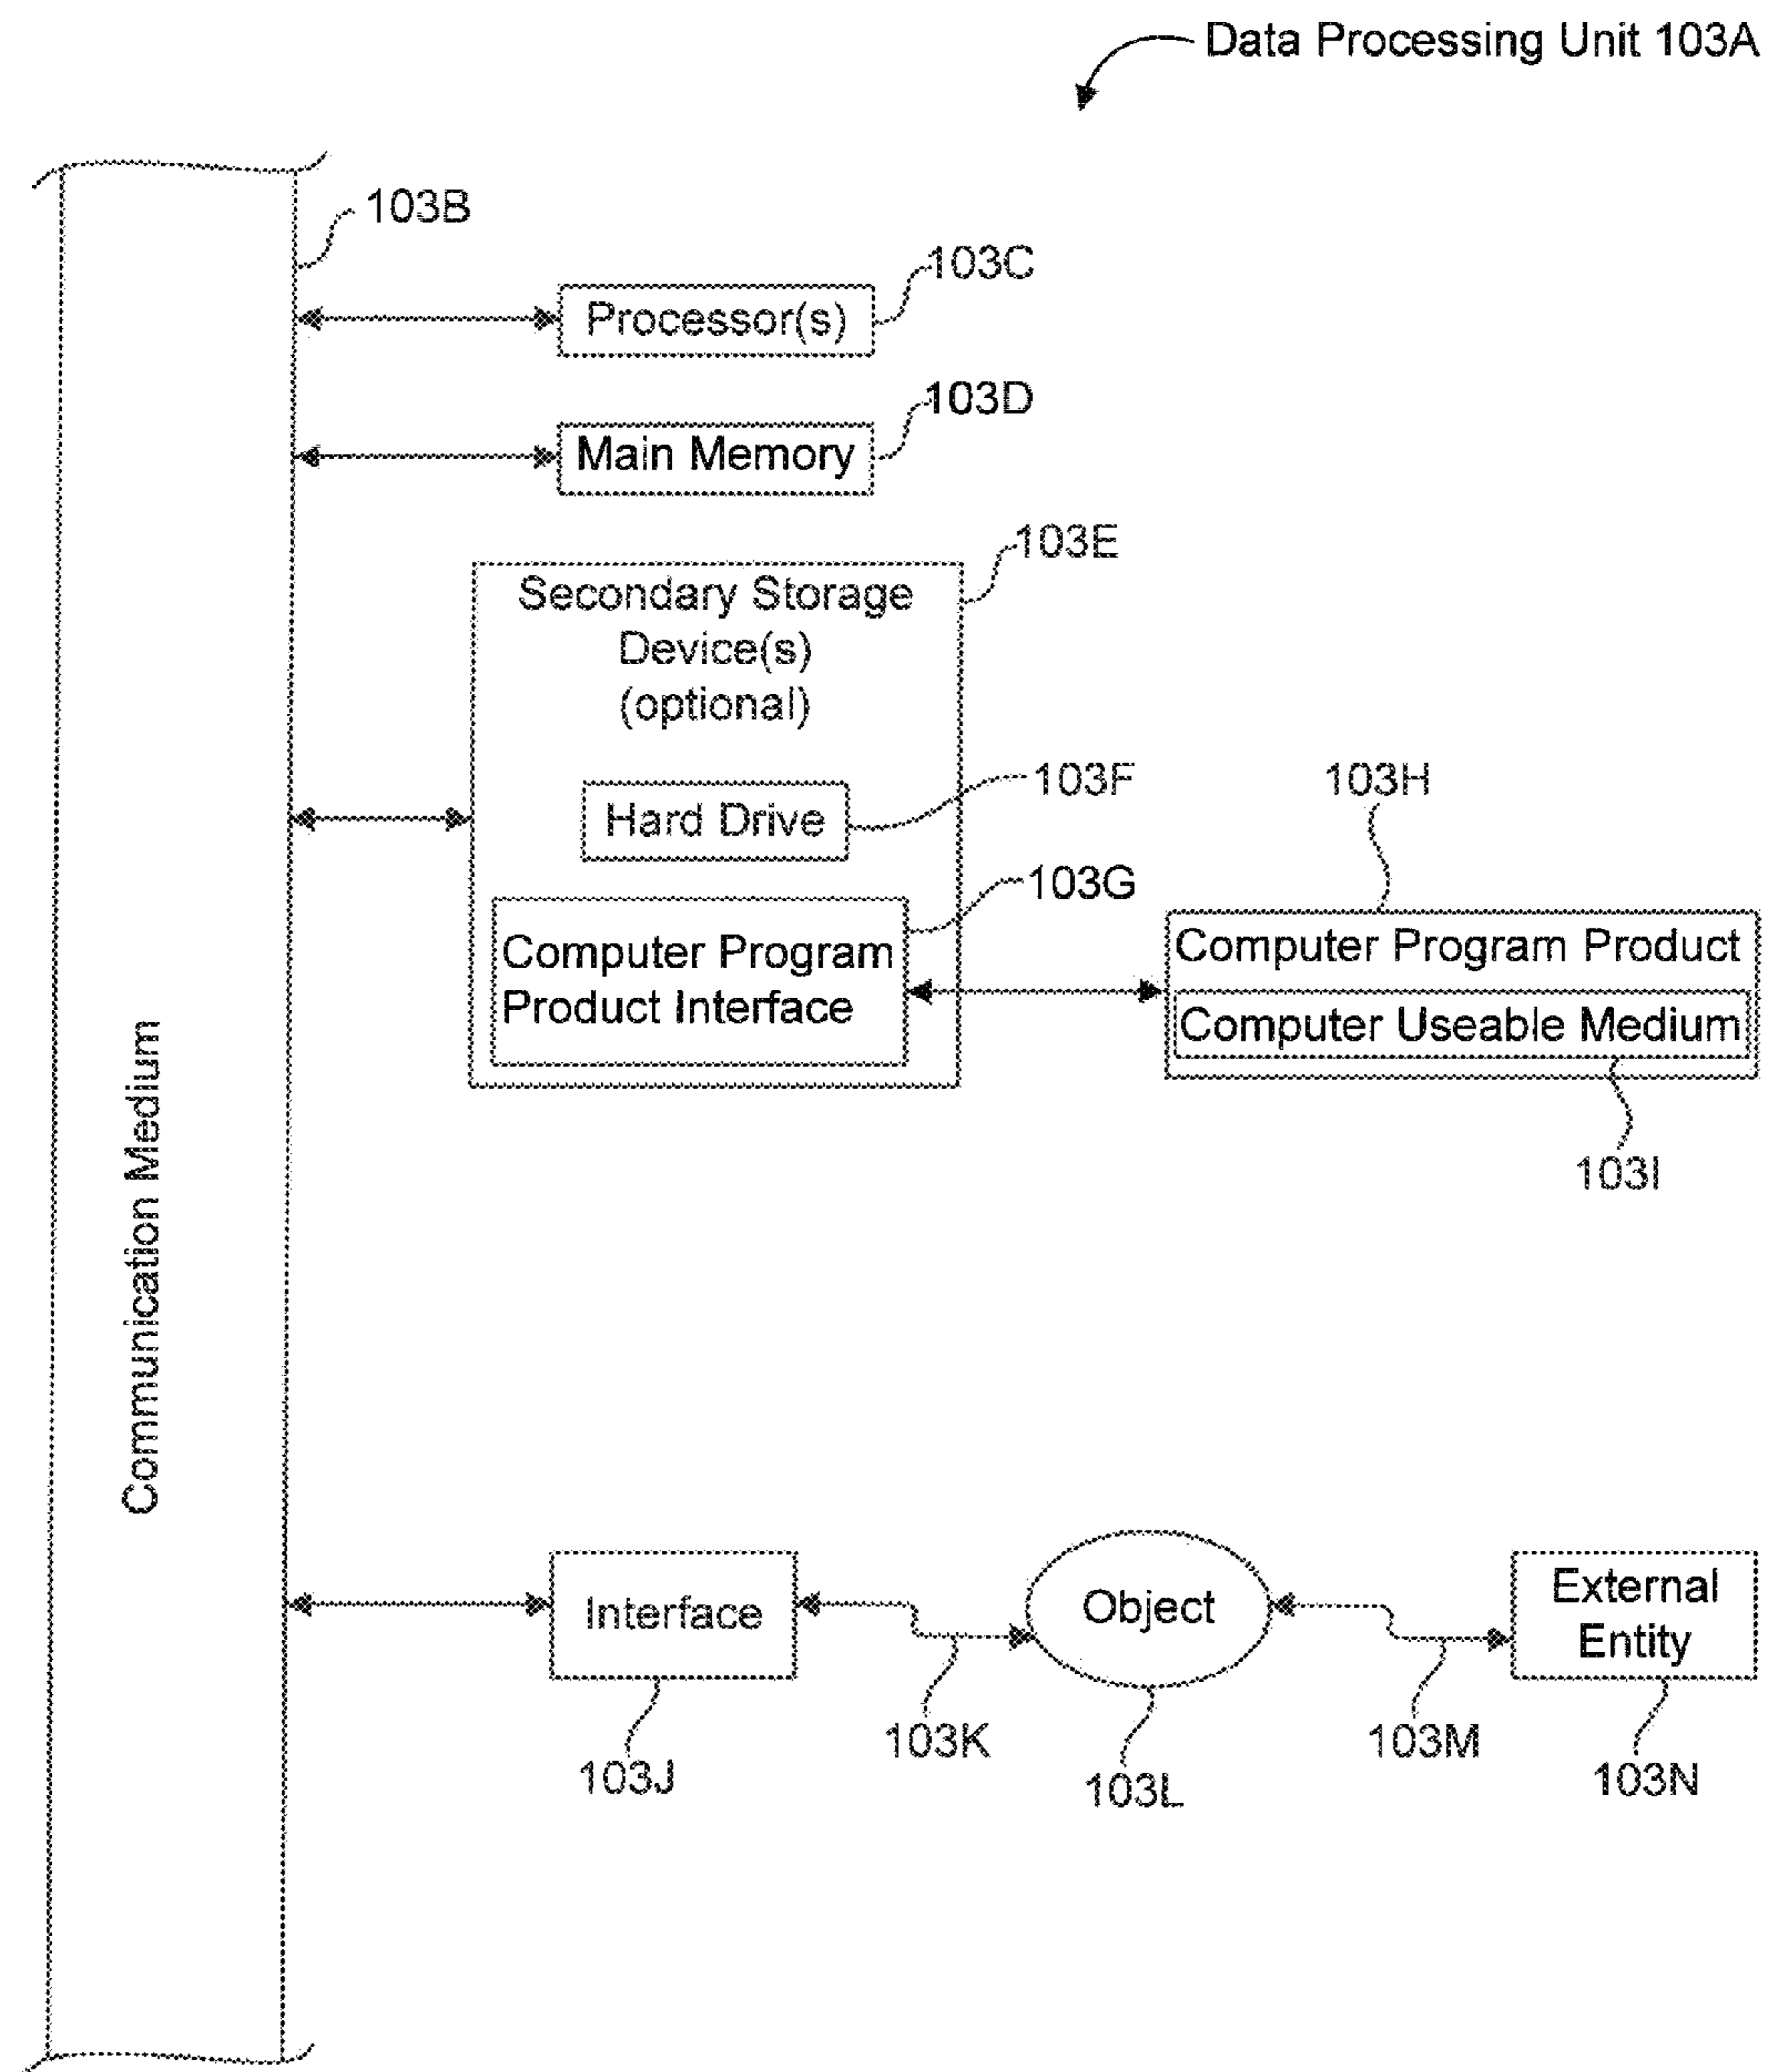 Data Processing Unit 103A
103B
103C
Processor(s)
103D
Main Memory
103E
Secondary Storage
Device(s)
(optional)
103F
Hard Drive
103G
Computer Program
Product Interface
103H
Computer Program Product
Computer Useable Medium
103I
Communication Medium
Interface
103J
103K
Object
103L
103M
External
Entity
103N